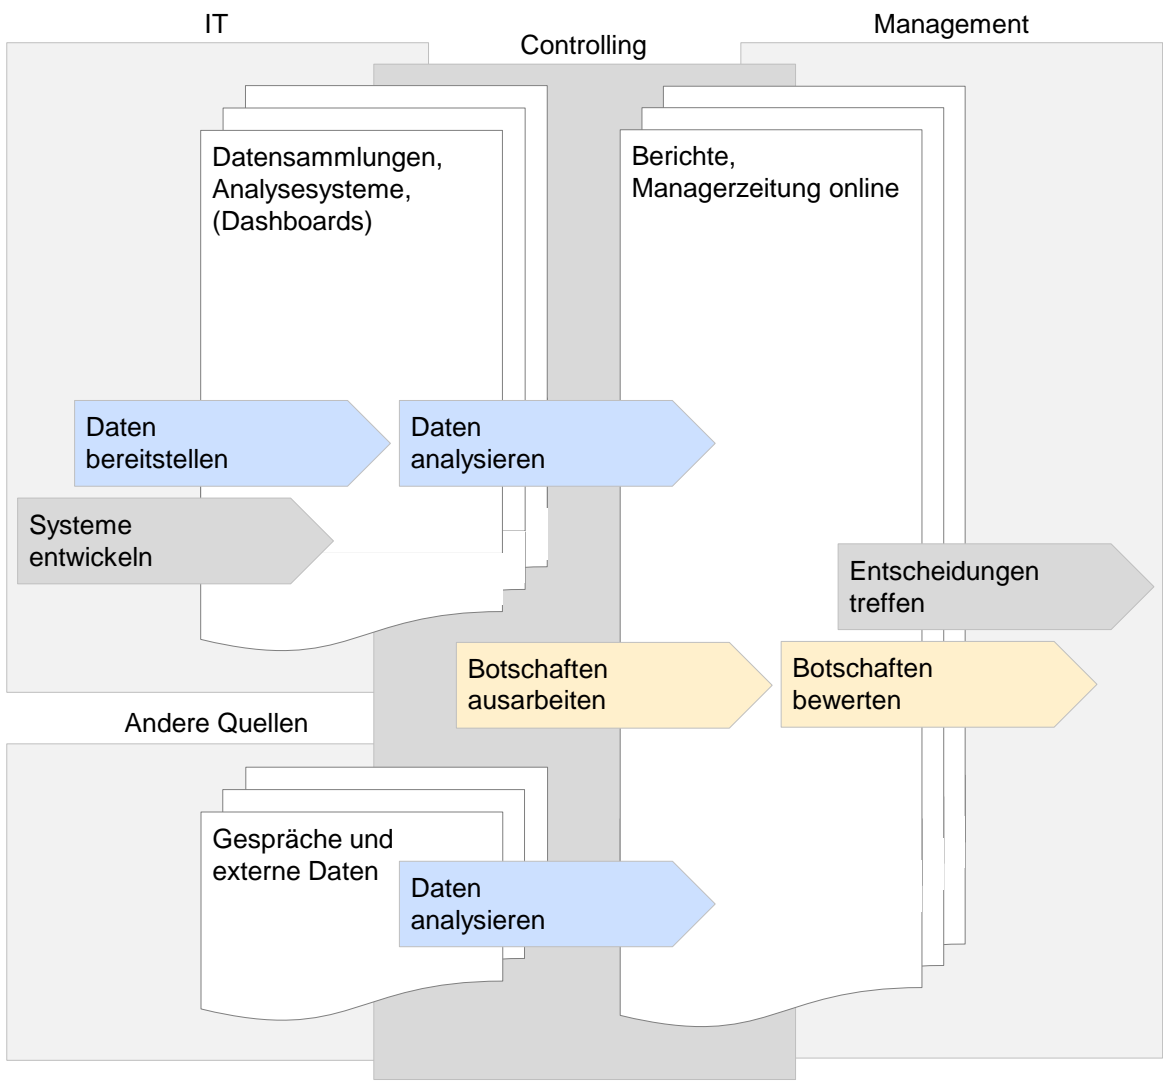 IT
Controlling
Management
Datensammlungen,
Analysesysteme,
(Dashboards)
Berichte,
Managerzeitung online
Daten
bereitstellen
Daten
analysieren
Systeme
entwickeln
Entscheidungen
treffen
Botschaften
ausarbeiten
Botschaften
bewerten
Andere Quellen
Gespräche und
externe Daten
Daten
analysieren